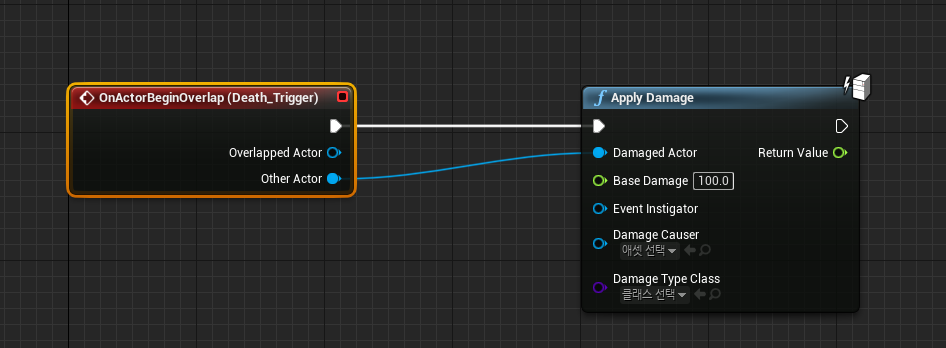 OnActorBeginOverlap (Death_Trigger)
Overlapped Actor
Other Actor
Apply Damage
Damaged Actor
Return Value
Base Damage 100.0
Event Instigator
Damage Causer
애셋 선택
Damage Type Class
클래스 선택